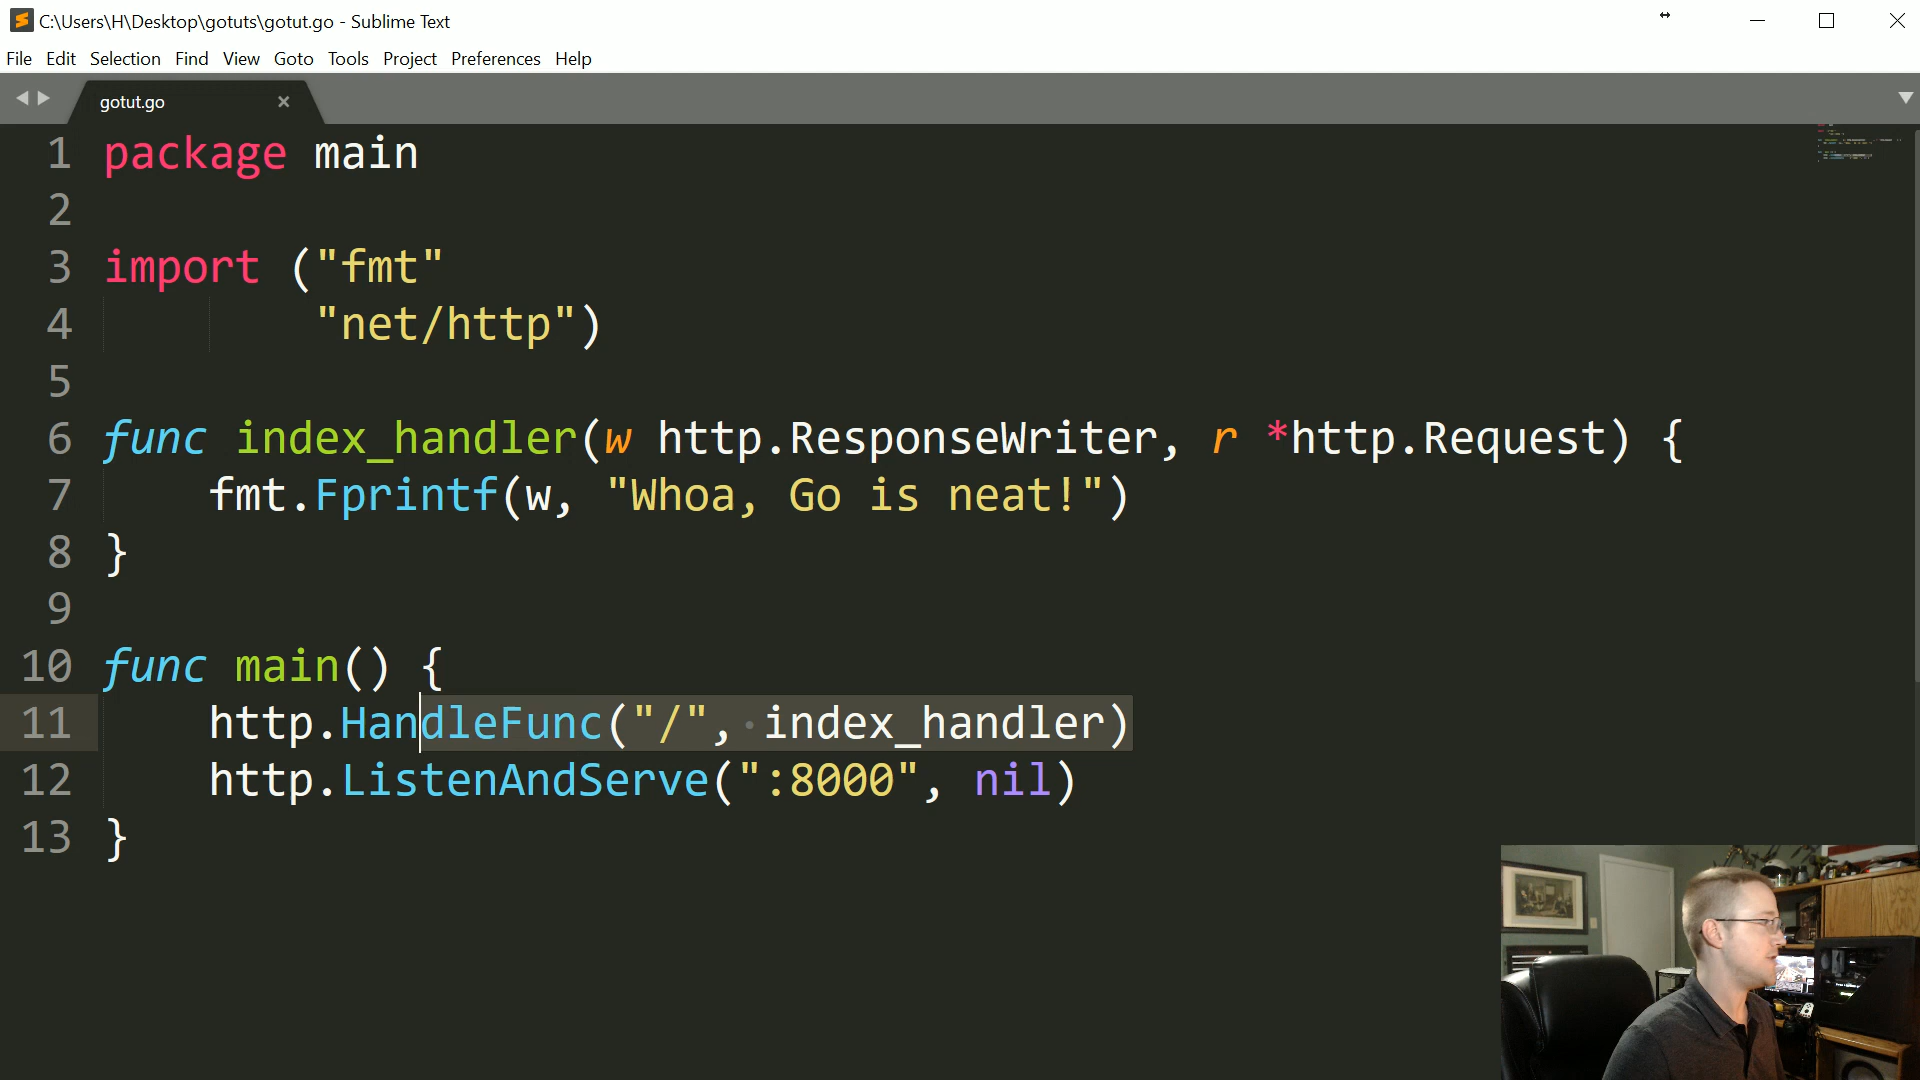 C:\Users\H\Desktop\gotuts\gotut.go - Sublime Text
File Edit Selection Find View Goto Tools Project Preferences Help
gotut.go
1 package main
2
3 import ("fmt"
4 "net/http")
5
6 func index_handler(w http.ResponseWriter, r *http.Request) {
7 fmt.Fprintf(w, "Whoa, Go is neat!")
8 }
9
10 func main() {
11 http.HandleFunc("/", index_handler)
12 http.ListenAndServe(":8000", nil)
13 }